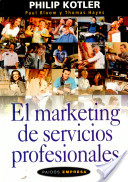 PHILIP KOTLER
Paul Bloom y Thomas Hayes
El marketing
de servicios
profesionales
PAIDÓS EMPRESA